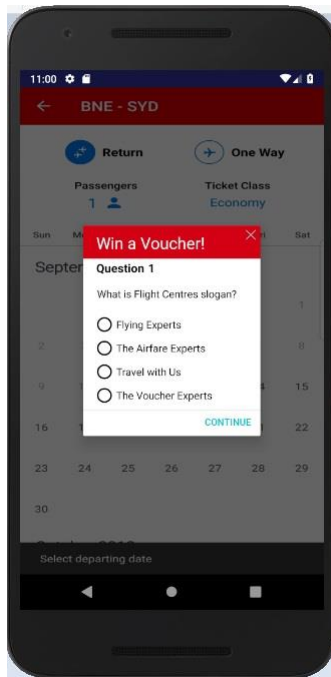 11:00
BNE - SYD
Return
One Way
Passengers
Ticket Class
1
Economy
Sun
Sat
Win a Voucher!
Question 1
What is Flight Centres slogan?
Flying Experts
The Airfare Experts
Travel with Us
The Voucher Experts
CONTINUE
Septe
1
2
8
9
15
16
22
23 24 25 26 27 28 29
30
Select departing date